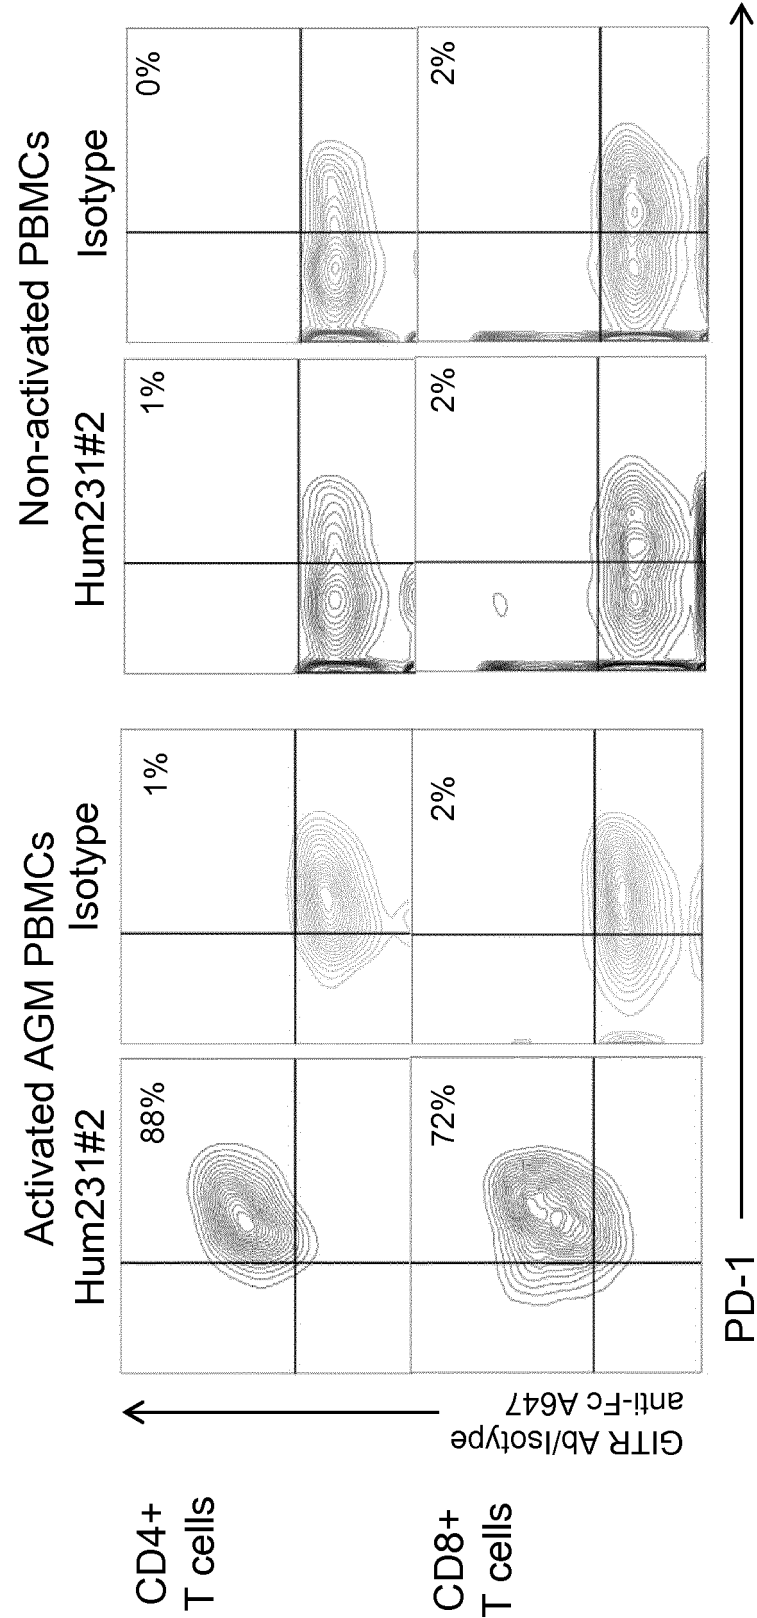 Activated AGM PBMCs
Non-activated PBMCs
Hum231#2
Isotype
Hum231#2
Isotype
CD4+
T cells
88%
1%
1%
0%
CD8+
T cells
72%
2%
2%
2%
GITR Ab/Isotype
anti-Fc A647
PD-1